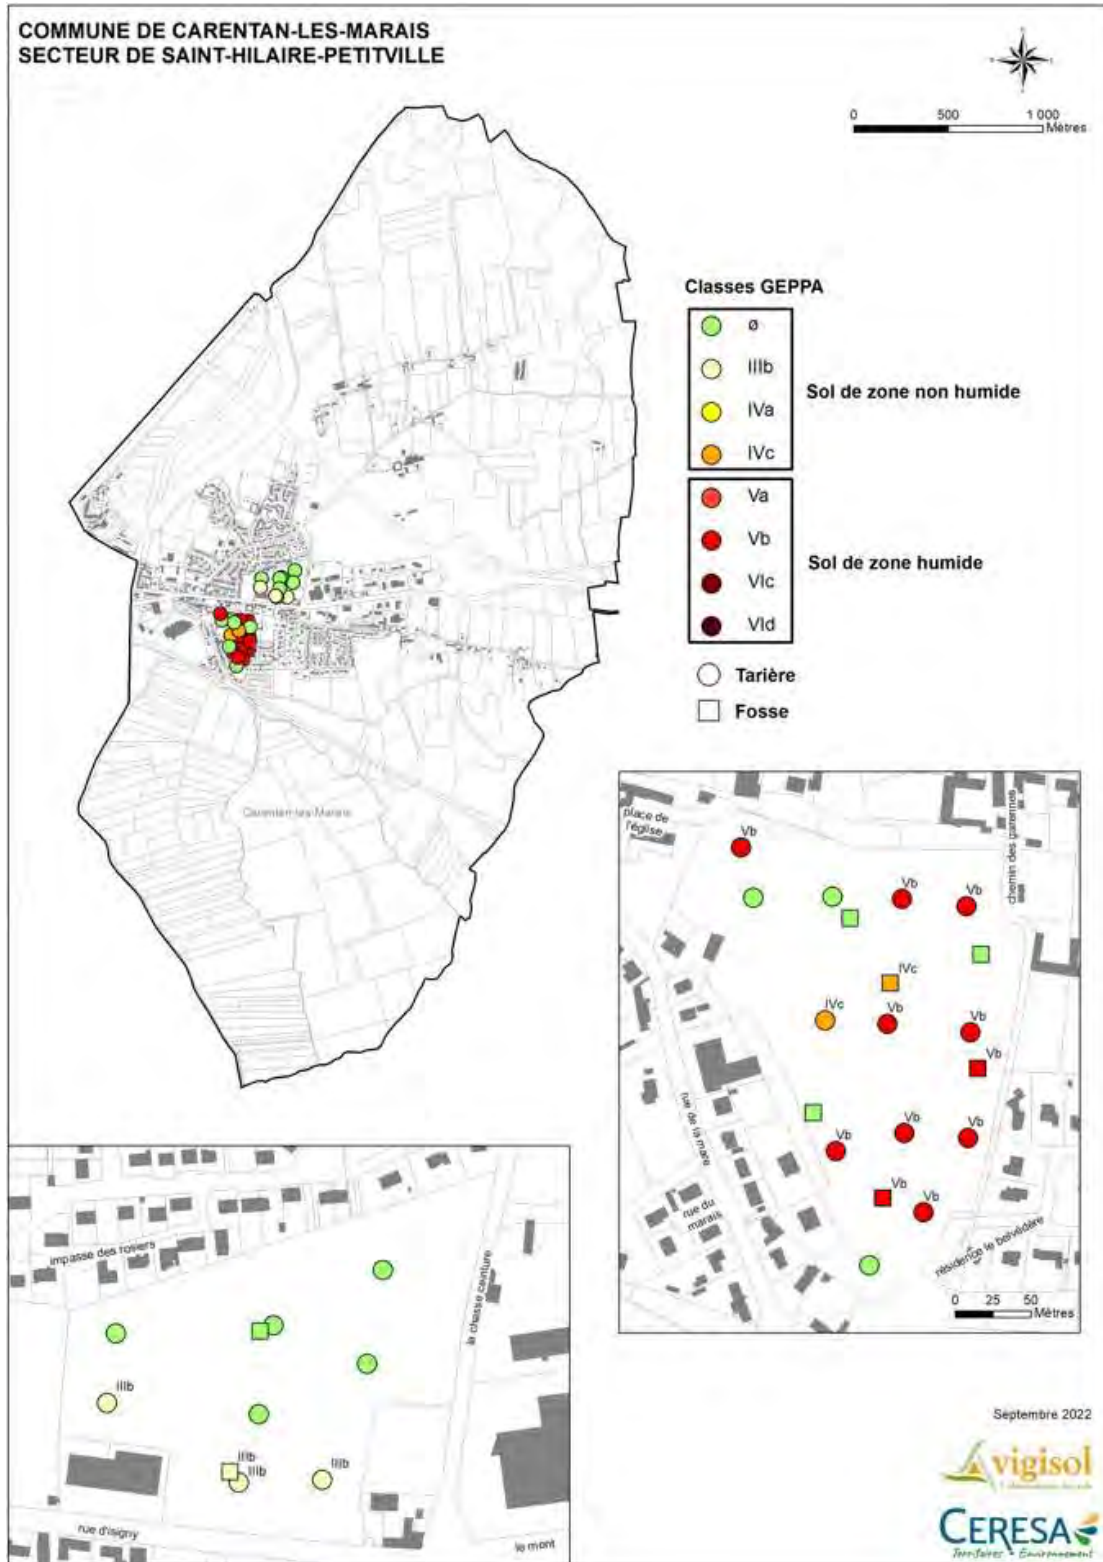 COMMUNE DE CARENTAN-LES-MARAIS
SECTEUR DE SAINT-HILAIRE-PETITVILLE
0 500 1 000
Mètres
Classes GEPPA
ø
IIIb
IVa
IVc
Sol de zone non humide
Va
Vb
VIc
VId
Sol de zone humide
Tarière
Fosse
Carentan-les-Marais
place de
l'église
chemin des garennes
Vb
Vb
Vb
IVc
IVc
Vb
Vb
Vb
Vb
Vb
Vb
Vb
Vb
rue de la mare
rue du
marais
résidence le belvédère
0 25 50
Mètres
impasse des rosiers
la chasse ceinture
IIIb
IIIb
IIIb
IIIb
rue d'isigny
le mont
Septembre 2022
vigisol
CERESA
Territoires • Environnement